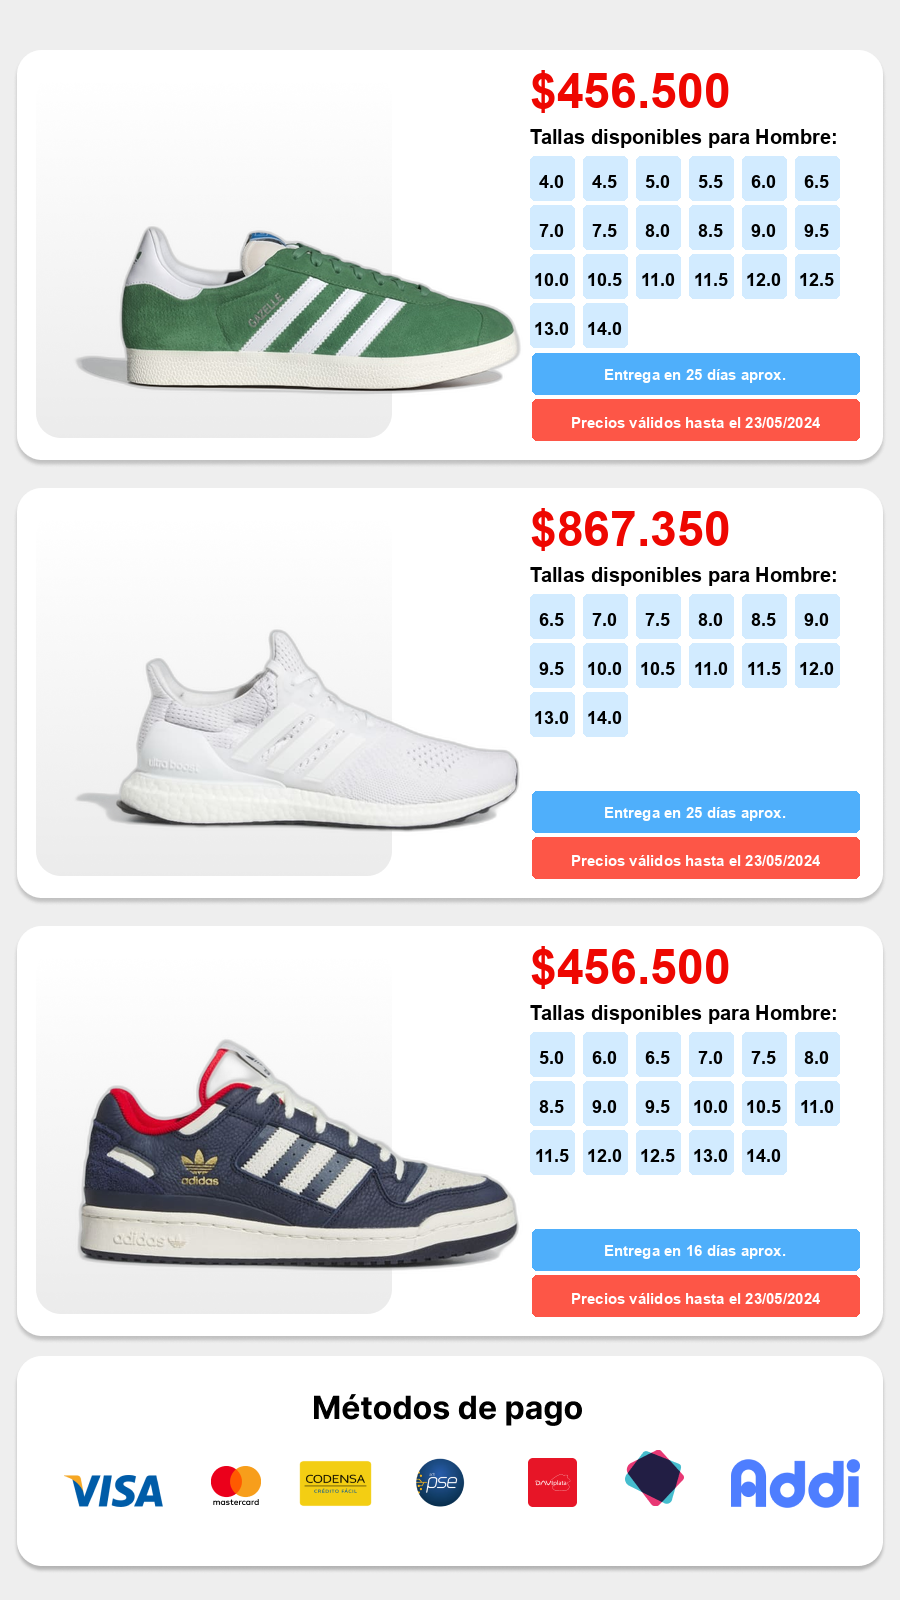 $456.500
Tallas disponibles para Hombre:
4.0 4.5 5.0 5.5 6.0 6.5
7.0 7.5 8.0 8.5 9.0 9.5
10.0 10.5 11.0 11.5 12.0 12.5
13.0 14.0
GAZELLE
Entrega en 25 días aprox.
Precios válidos hasta el 23/05/2024
$867.350
Tallas disponibles para Hombre:
6.5 7.0 7.5 8.0 8.5 9.0
9.5 10.0 10.5 11.0 11.5 12.0
13.0 14.0
ultraboost
Entrega en 25 días aprox.
Precios válidos hasta el 23/05/2024
$456.500
Tallas disponibles para Hombre:
5.0 6.0 6.5 7.0 7.5 8.0
8.5 9.0 9.5 10.0 10.5 11.0
11.5 12.0 12.5 13.0 14.0
adidas
adidas
Entrega en 16 días aprox.
Precios válidos hasta el 23/05/2024
Métodos de pago
VISA
mastercard
CODENSA
CRÉDITO FÁCIL
pse
DAVIplata
Addi